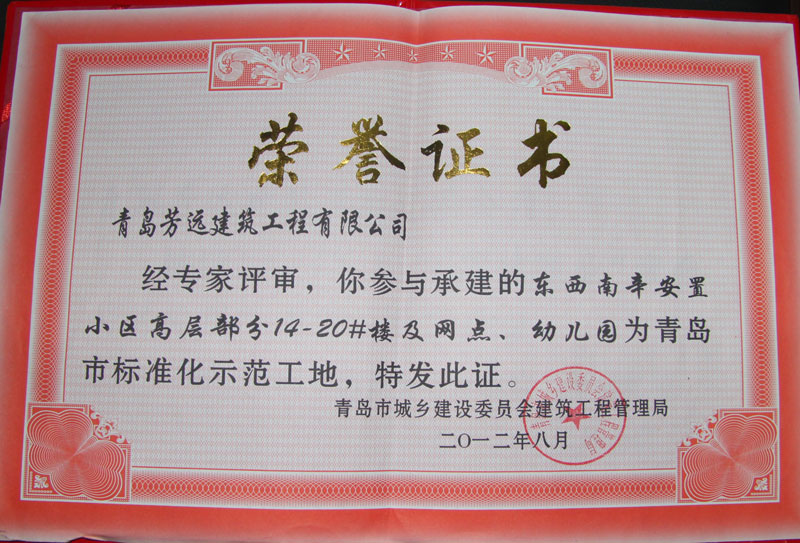 荣誉证书
青岛芳远建筑工程有限公司
经专家评审，你参与承建的东西南辛安置
小区高层部分14-20#楼及网点、幼儿园为青岛
市标准化示范工地，特发此证。
青岛市城乡建设委员会建筑工程管理局
二〇一二年八月